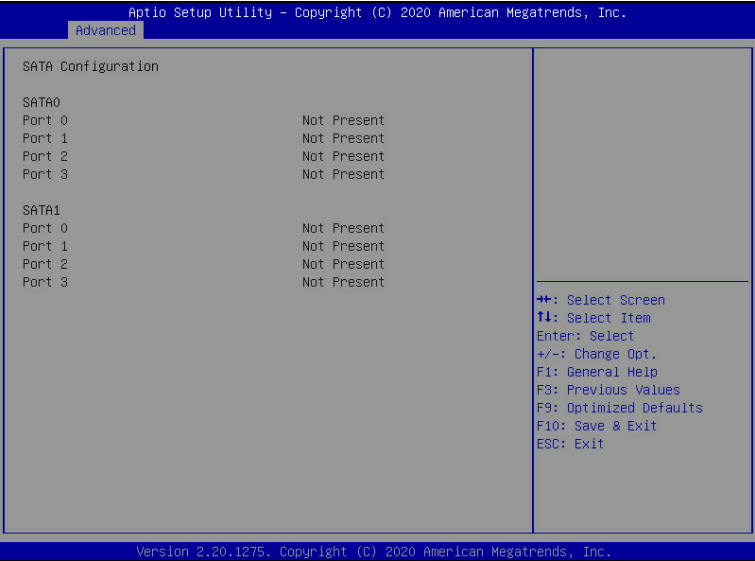 Aptio Setup Utility – Copyright (C) 2020 American Megatrends, Inc.
Advanced
SATA Configuration
SATA0
Port 0 Not Present
Port 1 Not Present
Port 2 Not Present
Port 3 Not Present
SATA1
Port 0 Not Present
Port 1 Not Present
Port 2 Not Present
Port 3 Not Present
→←: Select Screen
↑↓: Select Item
Enter: Select
+/-: Change Opt.
F1: General Help
F3: Previous Values
F9: Optimized Defaults
F10: Save & Exit
ESC: Exit
Version 2.20.1275. Copyright (C) 2020 American Megatrends, Inc.